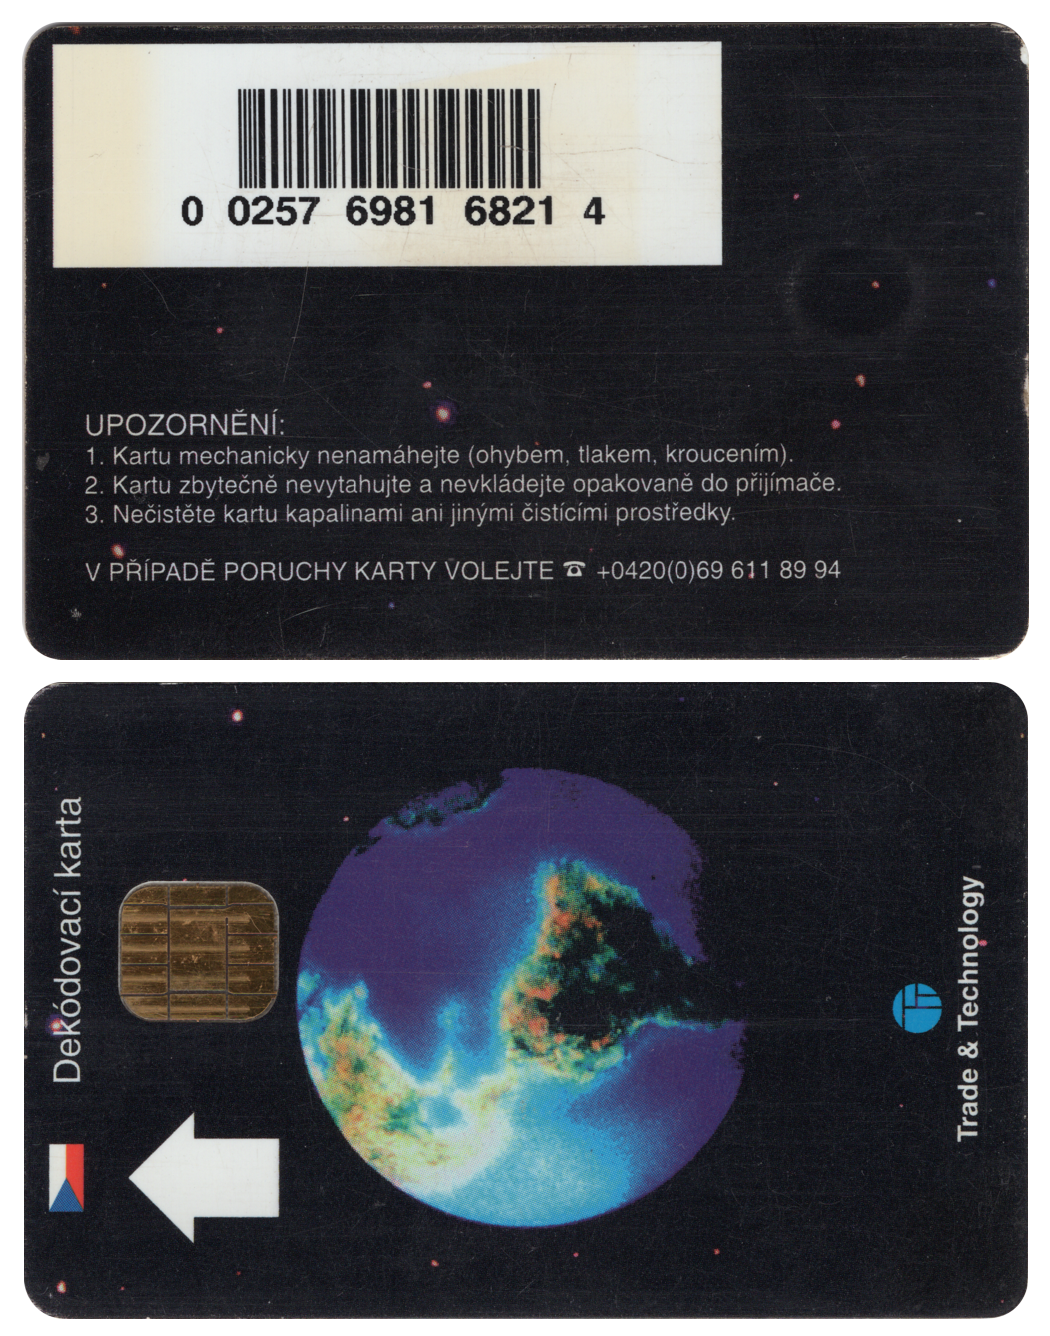 0 0257 6981 6821 4
UPOZORNĚNÍ:
1. Kartu mechanicky nenamáhejte (ohybem, tlakem, kroucením).
2. Kartu zbytečně nevytahujte a nevkládejte opakovaně do přijímače.
3. Nečistěte kartu kapalinami ani jinými čistícími prostředky.
V PŘÍPADĚ PORUCHY KARTY VOLEJTE ☎ +0420(0)69 611 89 94
Dekódovací karta
Trade & Technology